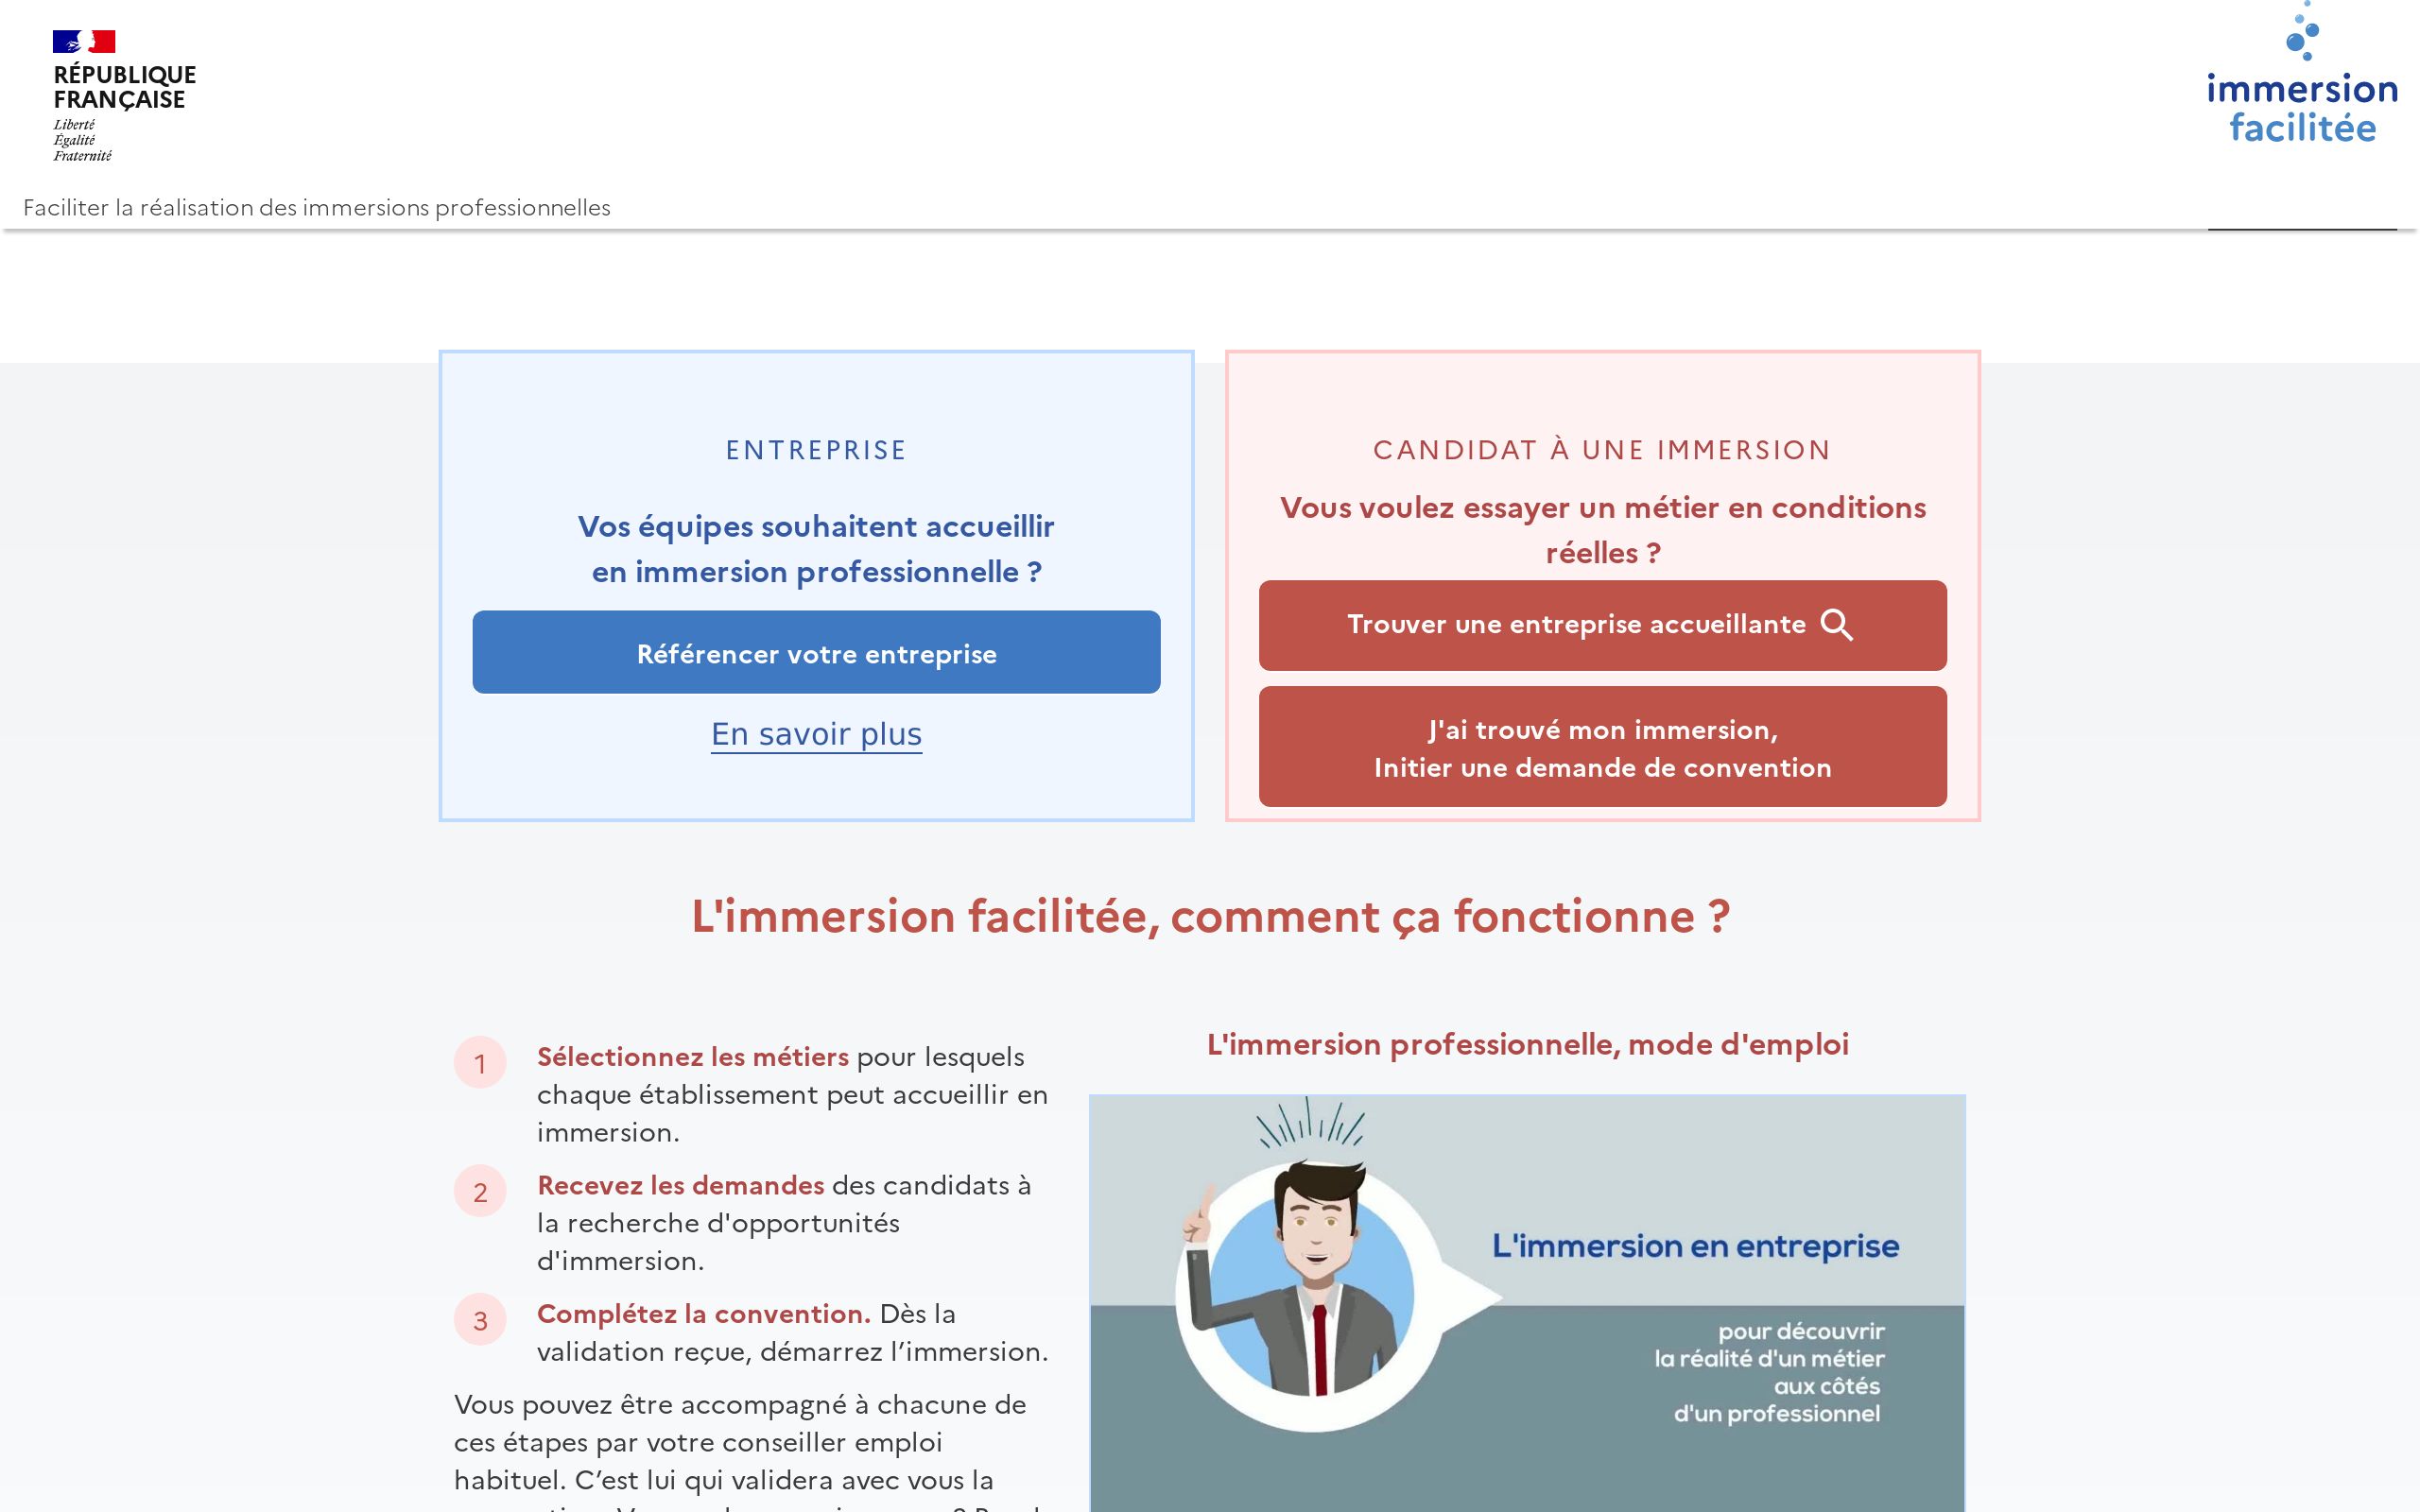 RÉPUBLIQUE
FRANÇAISE
Liberté
Égalité
Fraternité
immersion
facilitée
Faciliter la réalisation des immersions professionnelles
ENTREPRISE
Vos équipes souhaitent accueillir
en immersion professionnelle ?
Référencer votre entreprise
En savoir plus
CANDIDAT À UNE IMMERSION
Vous voulez essayer un métier en conditions
réelles ?
Trouver une entreprise accueillante
J'ai trouvé mon immersion,
Initier une demande de convention
L'immersion facilitée, comment ça fonctionne ?
1
Sélectionnez les métiers pour lesquels
chaque établissement peut accueillir en
immersion.
2
Recevez les demandes des candidats à
la recherche d'opportunités
d'immersion.
3
Complétez la convention. Dès la
validation reçue, démarrez l’immersion.
Vous pouvez être accompagné à chacune de
ces étapes par votre conseiller emploi
habituel. C’est lui qui validera avec vous la
L'immersion professionnelle, mode d'emploi
L'immersion en entreprise
pour découvrir
la réalité d'un métier
aux côtés
d'un professionnel